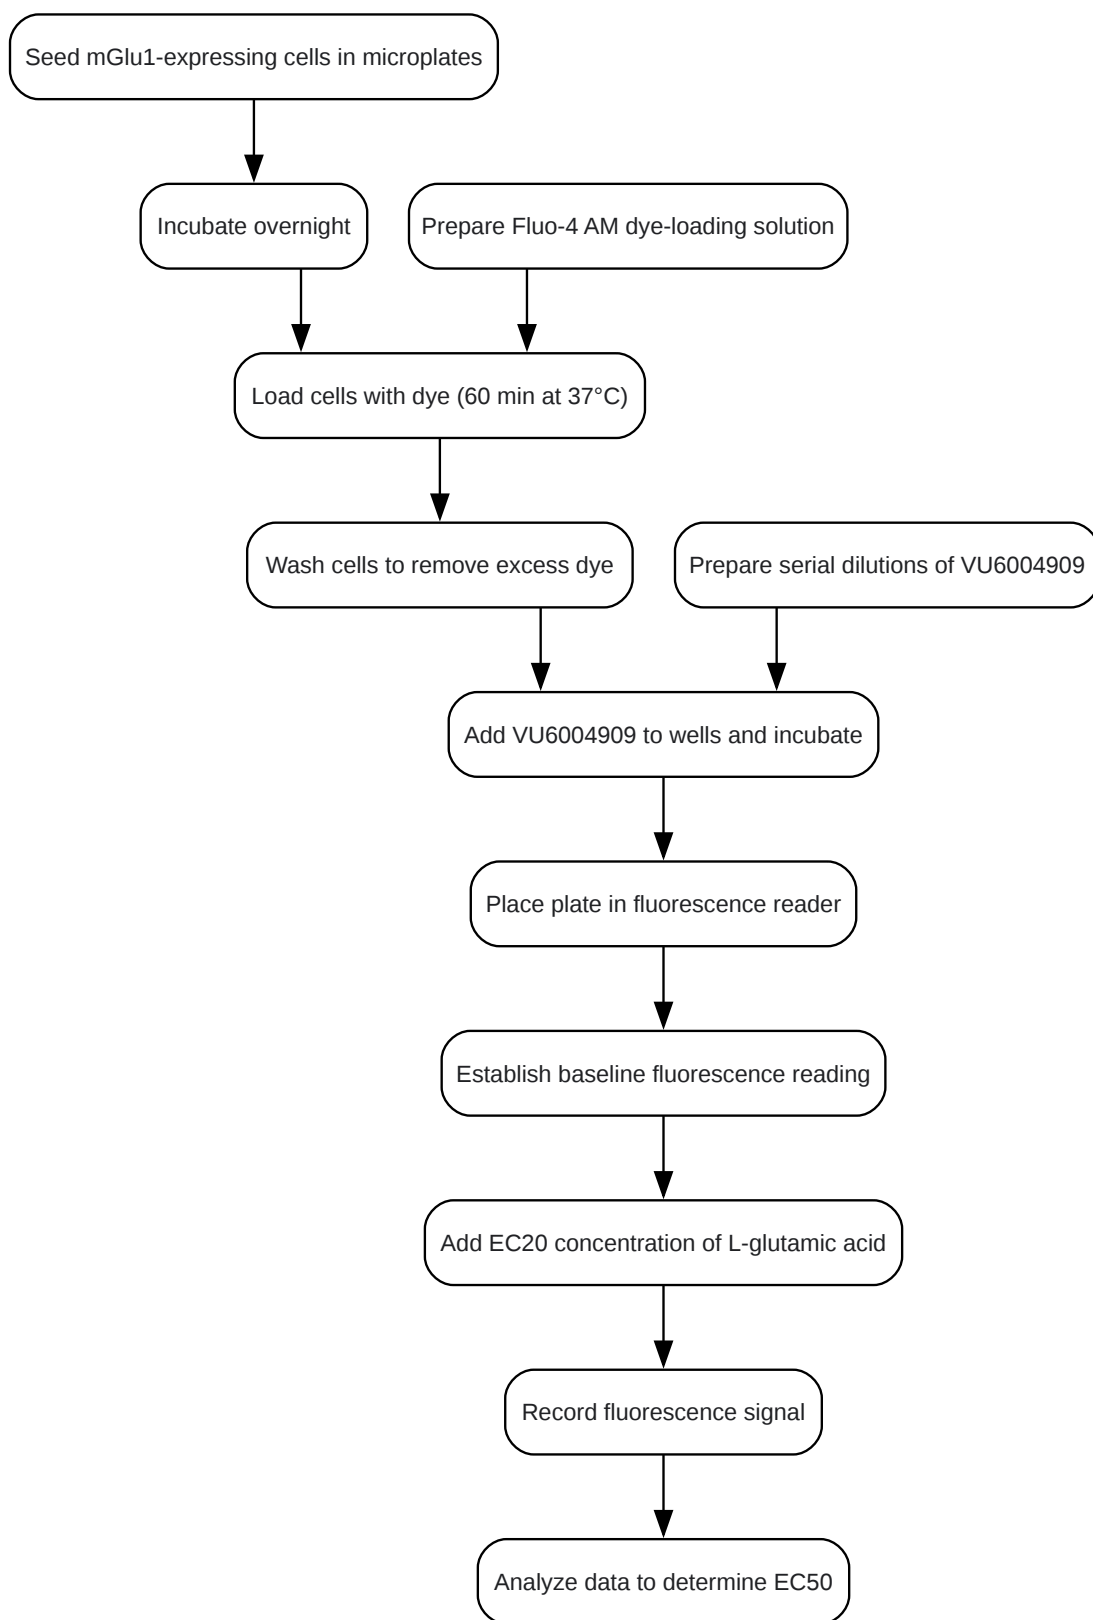 Seed mGlu1-expressing cells in microplates
Incubate overnight
Prepare Fluo-4 AM dye-loading solution
Load cells with dye (60 min at 37°C)
Wash cells to remove excess dye
Prepare serial dilutions of VU6004909
Add VU6004909 to wells and incubate
Place plate in fluorescence reader
Establish baseline fluorescence reading
Add EC20 concentration of L-glutamic acid
Record fluorescence signal
Analyze data to determine EC50